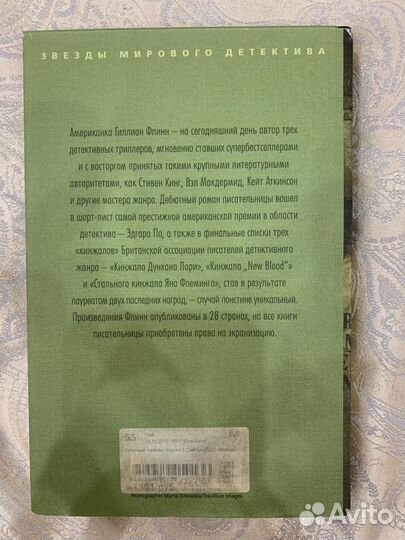 ЗВЕЗДЫ МИРОВОГО ДЕТЕКТИВА
Американка Гиллиан Флинн – на сегодняшний день автор трех
детективных триллеров, мгновенно ставших супербестселлерами
и с восторгом принятых такими крупными литературными
авторитетами, как Стивен Кинг, Вэл Макдермид, Кейт Аткинсон
и другие мастера жанра. Дебютный роман писательницы вошел
в шорт-лист самой престижной американской премии в области
детектива – Эдгара По, а также в финальные списки трех
«кинжалов» Британской ассоциации писателей детективного
жанра – «Кинжала Дункана Лори», «Кинжала „New Blood“»
и «Стального кинжала Яна Флеминга», став в результате
лауреатом двух последних наград, – случай поистине уникальный.
Произведения Флинн опубликованы в 28 странах, на все книги
писательницы приобретены права на экранизацию.
55
М
Photographer Marta Orlowska/Trevillion Images
Avito